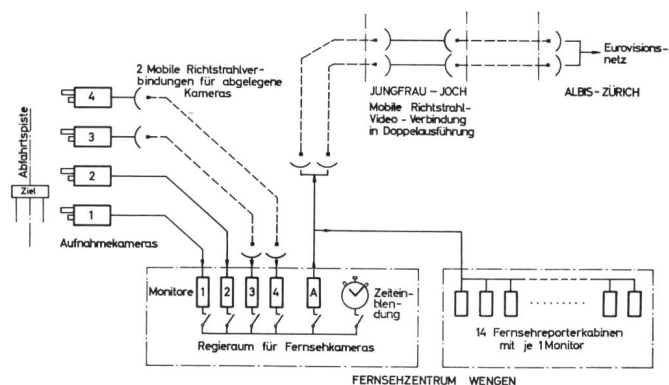 2 Mobile Richtstrahlver-
bindungen für abgelegene
Kameras
JUNGFRAU - JOCH
Mobile Richtstrahl-
Video - Verbindung
in Doppelausführung
ALBIS - ZÜRICH
Eurovisions-
netz
Abfahrtspiste
Ziel
4
3
2
1
Aufnahmekameras
Monitore
1
2
3
4
A
Zeitein-
blen-
dung
Regieraum für Fernsehkameras
14 Fernsehreporterkabinen
mit je 1 Monitor
FERNSEHZENTRUM WENGEN